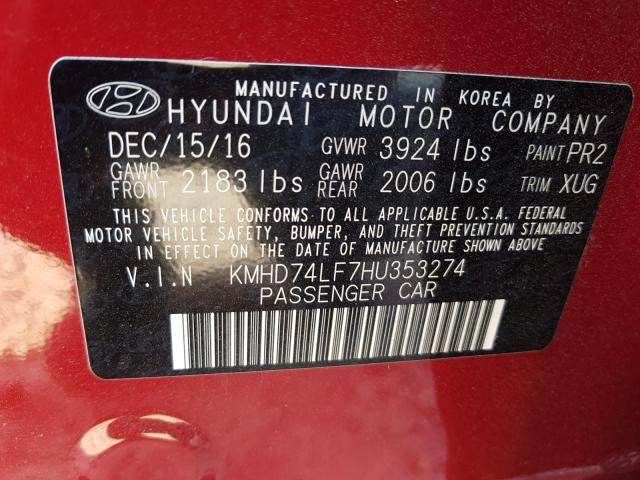 MANUFACTURED IN KOREA BY
HYUNDAI MOTOR COMPANY
DEC/15/16 GVWR 3924 lbs PAINT PR2
GAWR FRONT 2183 lbs GAWR REAR 2006 lbs TRIM XUG
THIS VEHICLE CONFORMS TO ALL APPLICABLE U.S.A. FEDERAL
MOTOR VEHICLE SAFETY, BUMPER, AND THEFT PREVENTION STANDARDS
IN EFFECT ON THE DATE OF MANUFACTURE SHOWN ABOVE
V.I.N KMHD74LF7HU353274
PASSENGER CAR